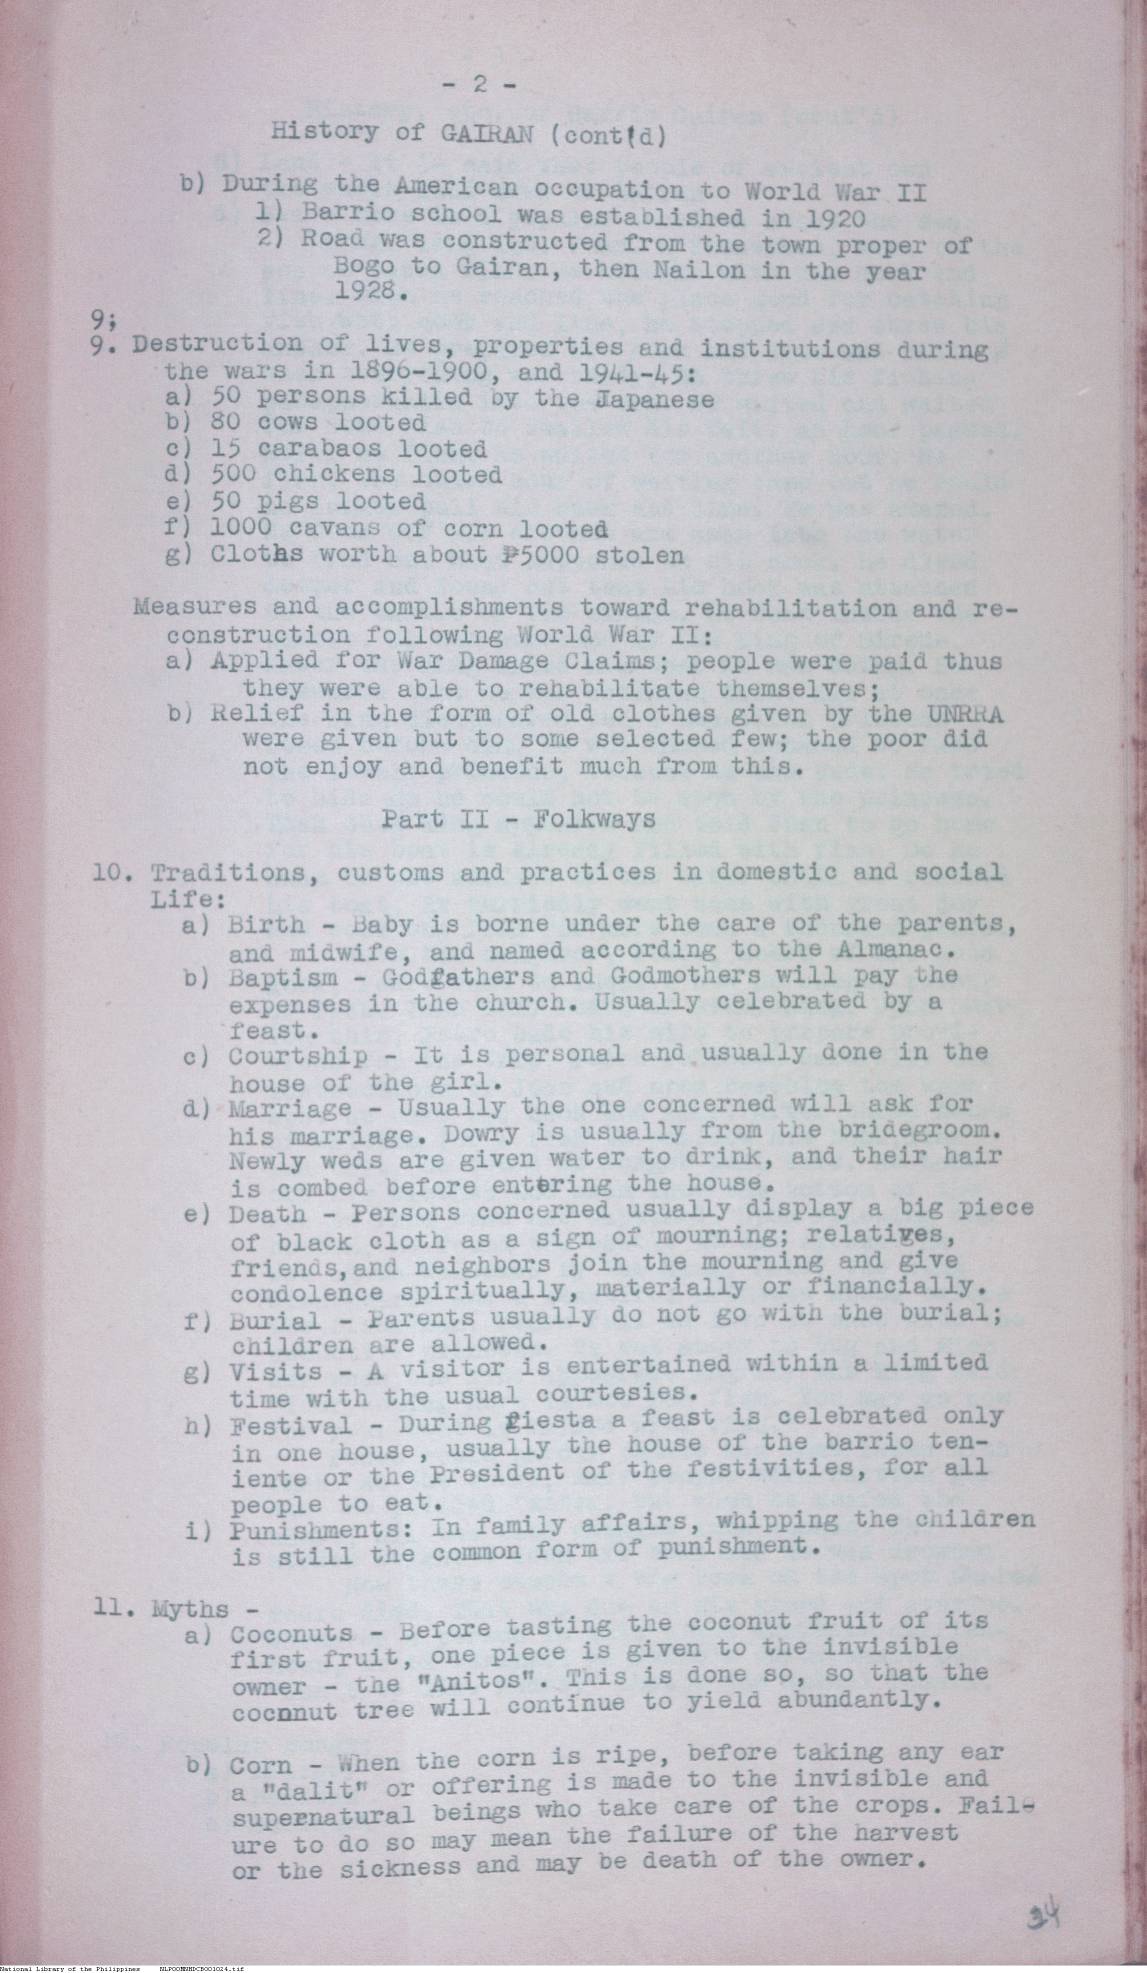 - 2 -
History of GAIRAN (cont'd)
b) During the American occupation to World War II
1) Barrio school was established in 1920
2) Road was constructed from the town proper of
Bogo to Gairan, then Nailon in the year
1928.
9;
9. Destruction of lives, properties and institutions during
the wars in 1896-1900, and 1941-45:
a) 50 persons killed by the Japanese
b) 80 cows looted
c) 15 carabaos looted
d) 500 chickens looted
e) 50 pigs looted
f) 1000 cavans of corn looted
g) Cloths worth about ₱5000 stolen
Measures and accomplishments toward rehabilitation and re-
construction following World War II:
a) Applied for War Damage Claims; people were paid thus
they were able to rehabilitate themselves;
b) Relief in the form of old clothes given by the UNRRA
were given but to some selected few; the poor did
not enjoy and benefit much from this.
Part II - Folkways
10. Traditions, customs and practices in domestic and social
Life:
a) Birth - Baby is borne under the care of the parents,
and midwife, and named according to the Almanac.
b) Baptism - Godfathers and Godmothers will pay the
expenses in the church. Usually celebrated by a
feast.
c) Courtship - It is personal and usually done in the
house of the girl.
d) Marriage - Usually the one concerned will ask for
his marriage. Dowry is usually from the bridegroom.
Newly weds are given water to drink, and their hair
is combed before entering the house.
e) Death - Persons concerned usually display a big piece
of black cloth as a sign of mourning; relatives,
friends, and neighbors join the mourning and give
condolence spiritually, materially or financially.
f) Burial - Parents usually do not go with the burial;
children are allowed.
g) Visits - A visitor is entertained within a limited
time with the usual courtesies.
h) Festival - During fiesta a feast is celebrated only
in one house, usually the house of the barrio ten-
iente or the President of the festivities, for all
people to eat.
i) Punishments: In family affairs, whipping the children
is still the common form of punishment.
11. Myths -
a) Coconuts - Before tasting the coconut fruit of its
first fruit, one piece is given to the invisible
owner - the "Anitos". This is done so, so that the
cocnnut tree will continue to yield abundantly.
b) Corn - When the corn is ripe, before taking any ear
a "dalit" or offering is made to the invisible and
supernatural beings who take care of the crops. Fail-
ure to do so may mean the failure of the harvest
or the sickness and may be death of the owner.
34
National Library of the Philippines NLPOOMNHDCB001024.tif